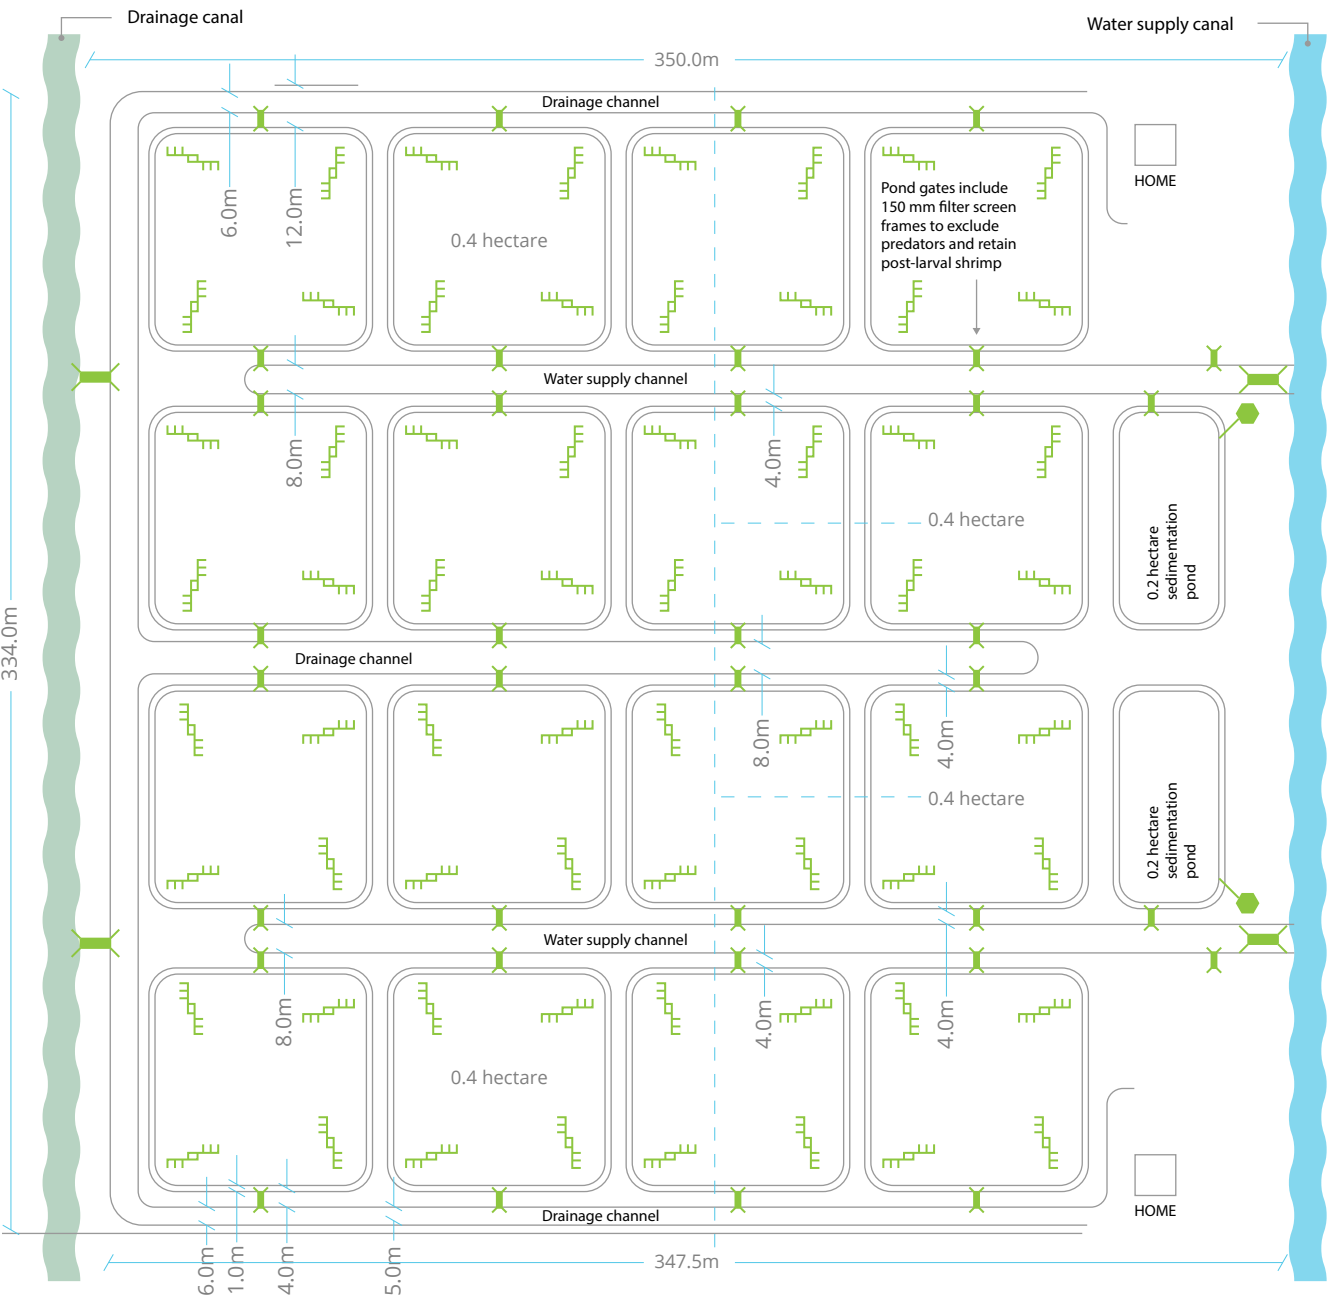 Drainage canal
Water supply canal
350.0m
Drainage channel
HOME
6.0m
12.0m
Pond gates include
150 mm filter screen
frames to exclude
predators and retain
post-larval shrimp
0.4 hectare
Water supply channel
8.0m
4.0m
0.4 hectare
0.2 hectare
sedimentation
pond
334.0m
Drainage channel
8.0m
4.0m
0.4 hectare
0.2 hectare
sedimentation
pond
Water supply channel
8.0m
4.0m
4.0m
0.4 hectare
HOME
Drainage channel
6.0m
1.0m
4.0m
5.0m
347.5m